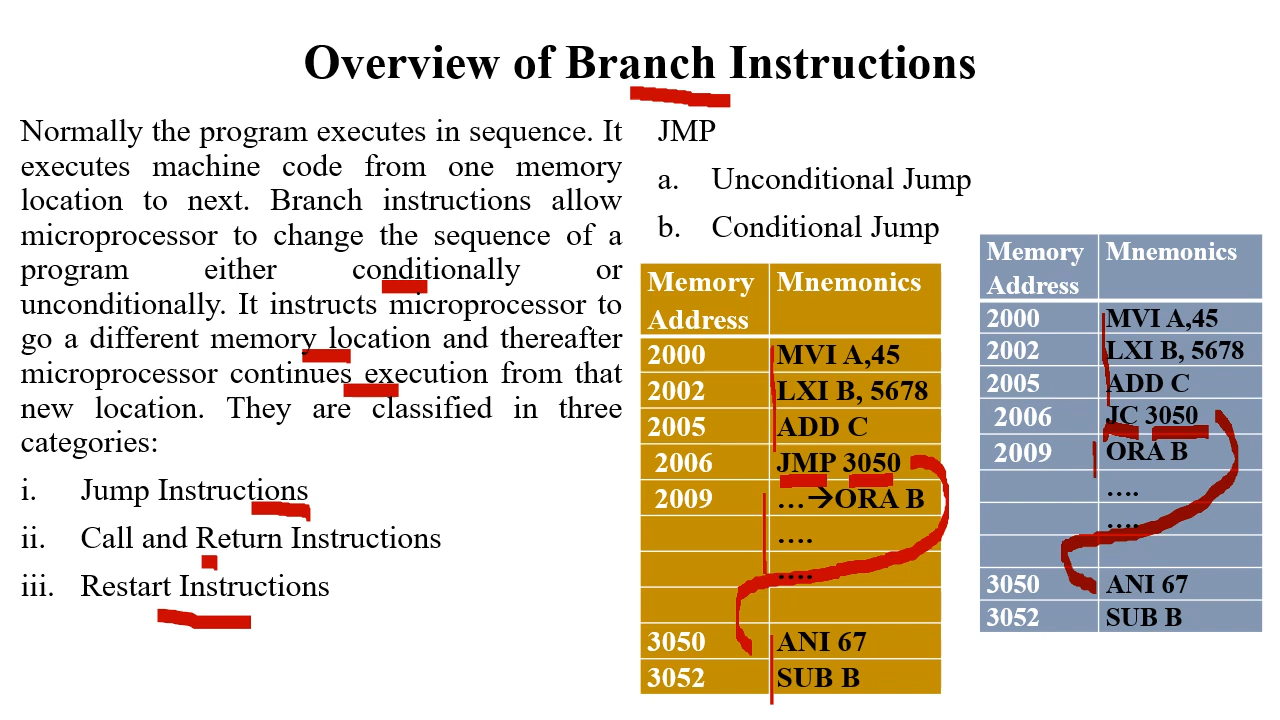 Overview of Branch Instructions
Normally the program executes in sequence. It
executes machine code from one memory
location to next. Branch instructions allow
microprocessor to change the sequence of a
program either conditionally or
unconditionally. It instructs microprocessor to
go a different memory location and thereafter
microprocessor continues execution from that
new location. They are classified in three
categories:
i. Jump Instructions
ii. Call and Return Instructions
iii. Restart Instructions
JMP
a. Unconditional Jump
b. Conditional Jump
Memory Address Mnemonics
2000 MVI A,45
2002 LXI B, 5678
2005 ADD C
2006 JMP 3050
2009 …→ORA B
….
….
3050 ANI 67
3052 SUB B
Memory Address Mnemonics
2000 MVI A,45
2002 LXI B, 5678
2005 ADD C
2006 JC 3050
2009 ORA B
….
….
3050 ANI 67
3052 SUB B